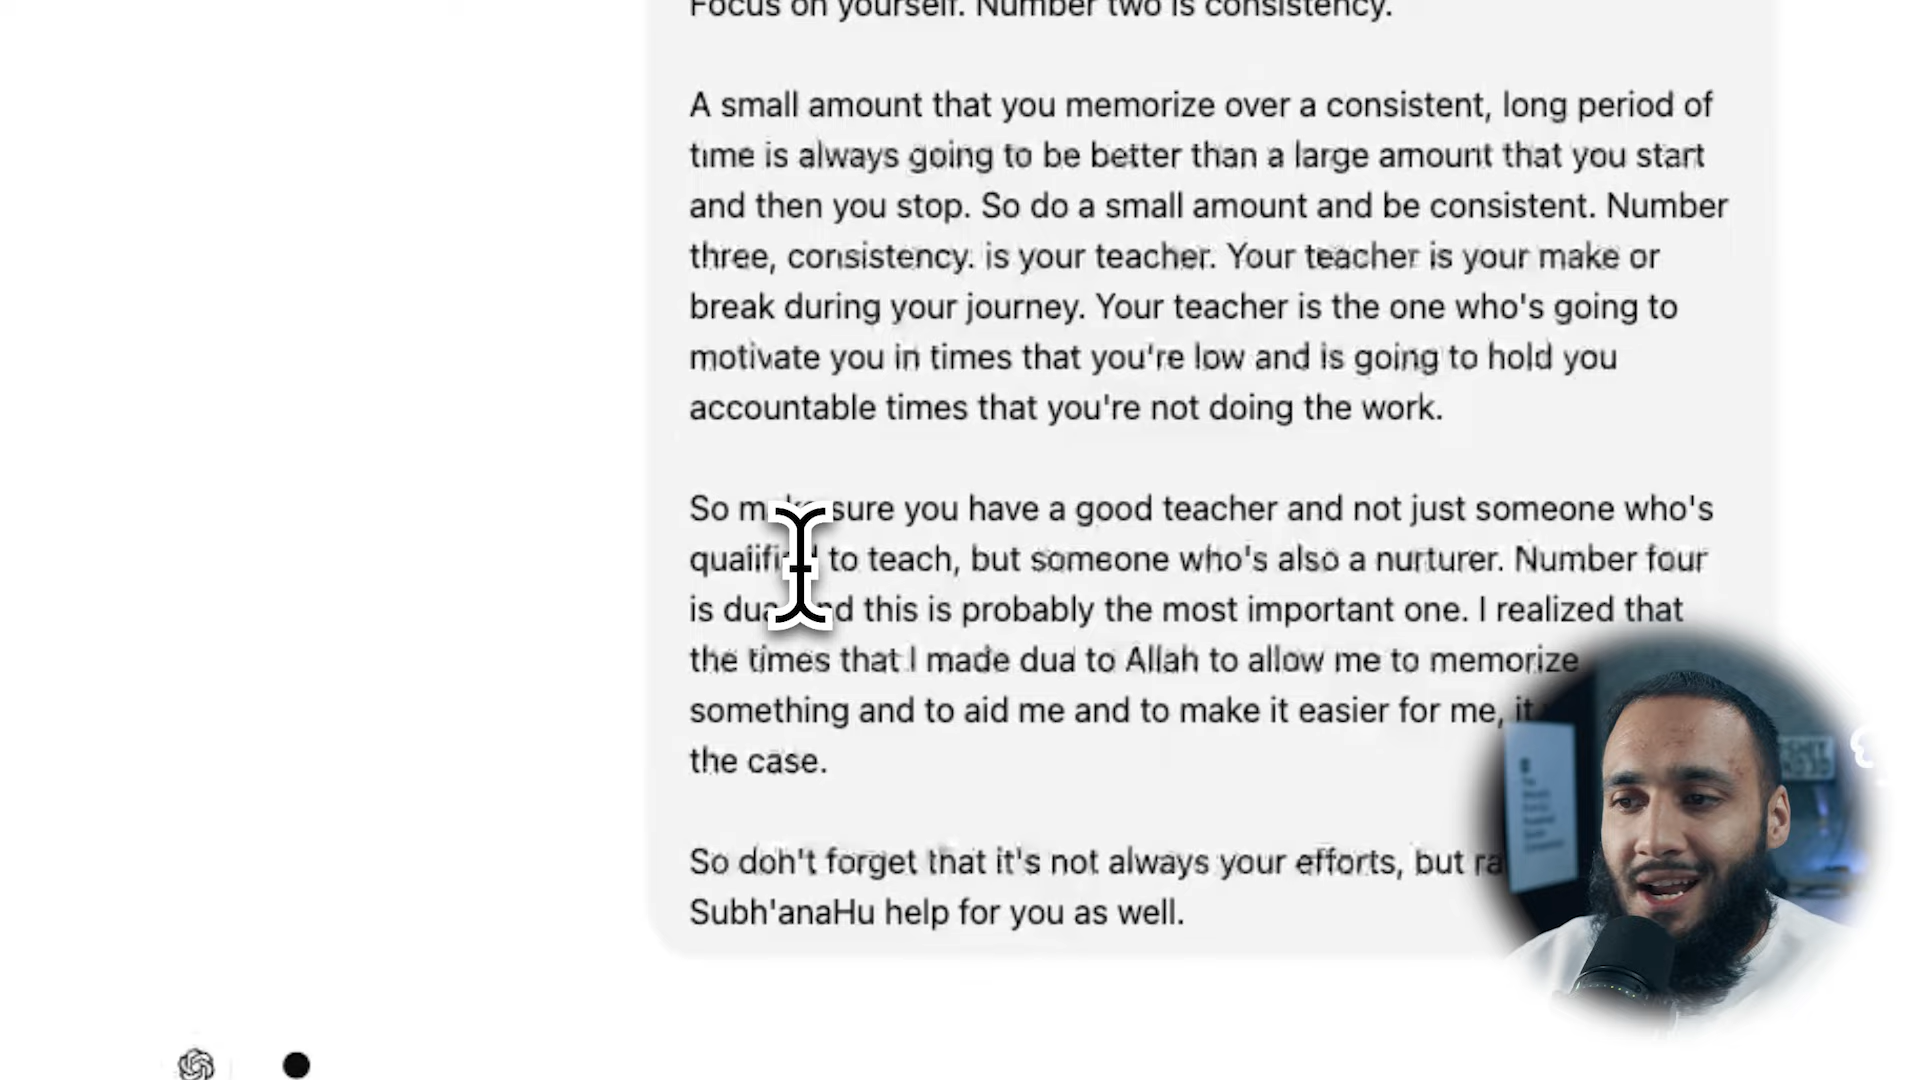 Focus on yourself. Number two is consistency.
A small amount that you memorize over a consistent, long period of
time is always going to be better than a large amount that you start
and then you stop. So do a small amount and be consistent. Number
three, consistency. is your teacher. Your teacher is your make or
break during your journey. Your teacher is the one who's going to
motivate you in times that you're low and is going to hold you
accountable times that you're not doing the work.
So make sure you have a good teacher and not just someone who's
qualified to teach, but someone who's also a nurturer. Number four
is dua and this is probably the most important one. I realized that
the times that I made dua to Allah to allow me to memorize
something and to aid me and to make it easier for me, it
the case.
So don't forget that it's not always your efforts, but
Subh'anaHu help for you as well.